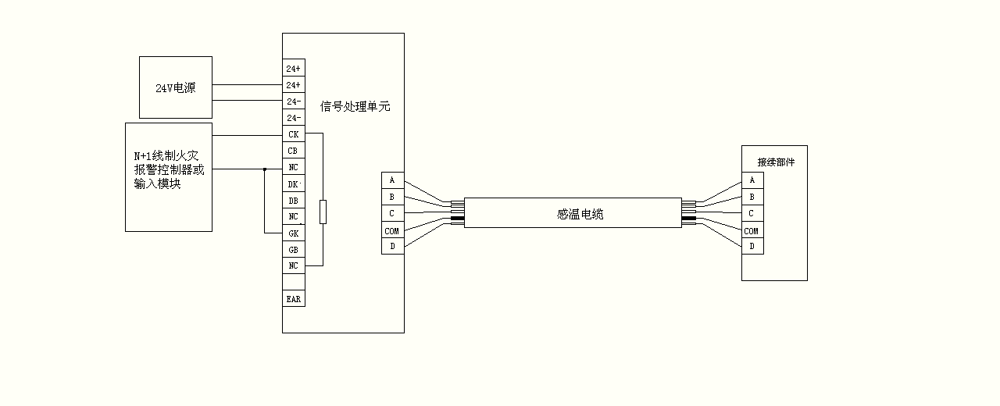 24V电源
N+1线制火灾
报警控制器或
输入模块
24+
24+
24-
24-
CK
CB
NC
DK
DB
NC
GK
GB
NC
EAR
信号处理单元
A
B
C
COM
D
感温电缆
接续部件
A
B
C
COM
D